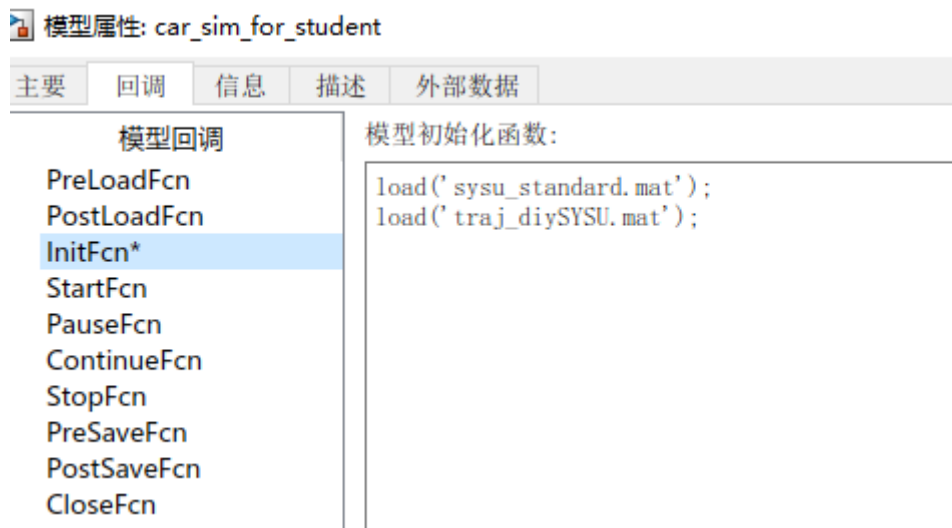 模型属性: car_sim_for_student
主要 回调 信息 描述 外部数据
模型回调
PreLoadFcn
PostLoadFcn
InitFcn*
StartFcn
PauseFcn
ContinueFcn
StopFcn
PreSaveFcn
PostSaveFcn
CloseFcn
模型初始化函数:
load('sysu_standard.mat');
load('traj_diySYSU.mat');